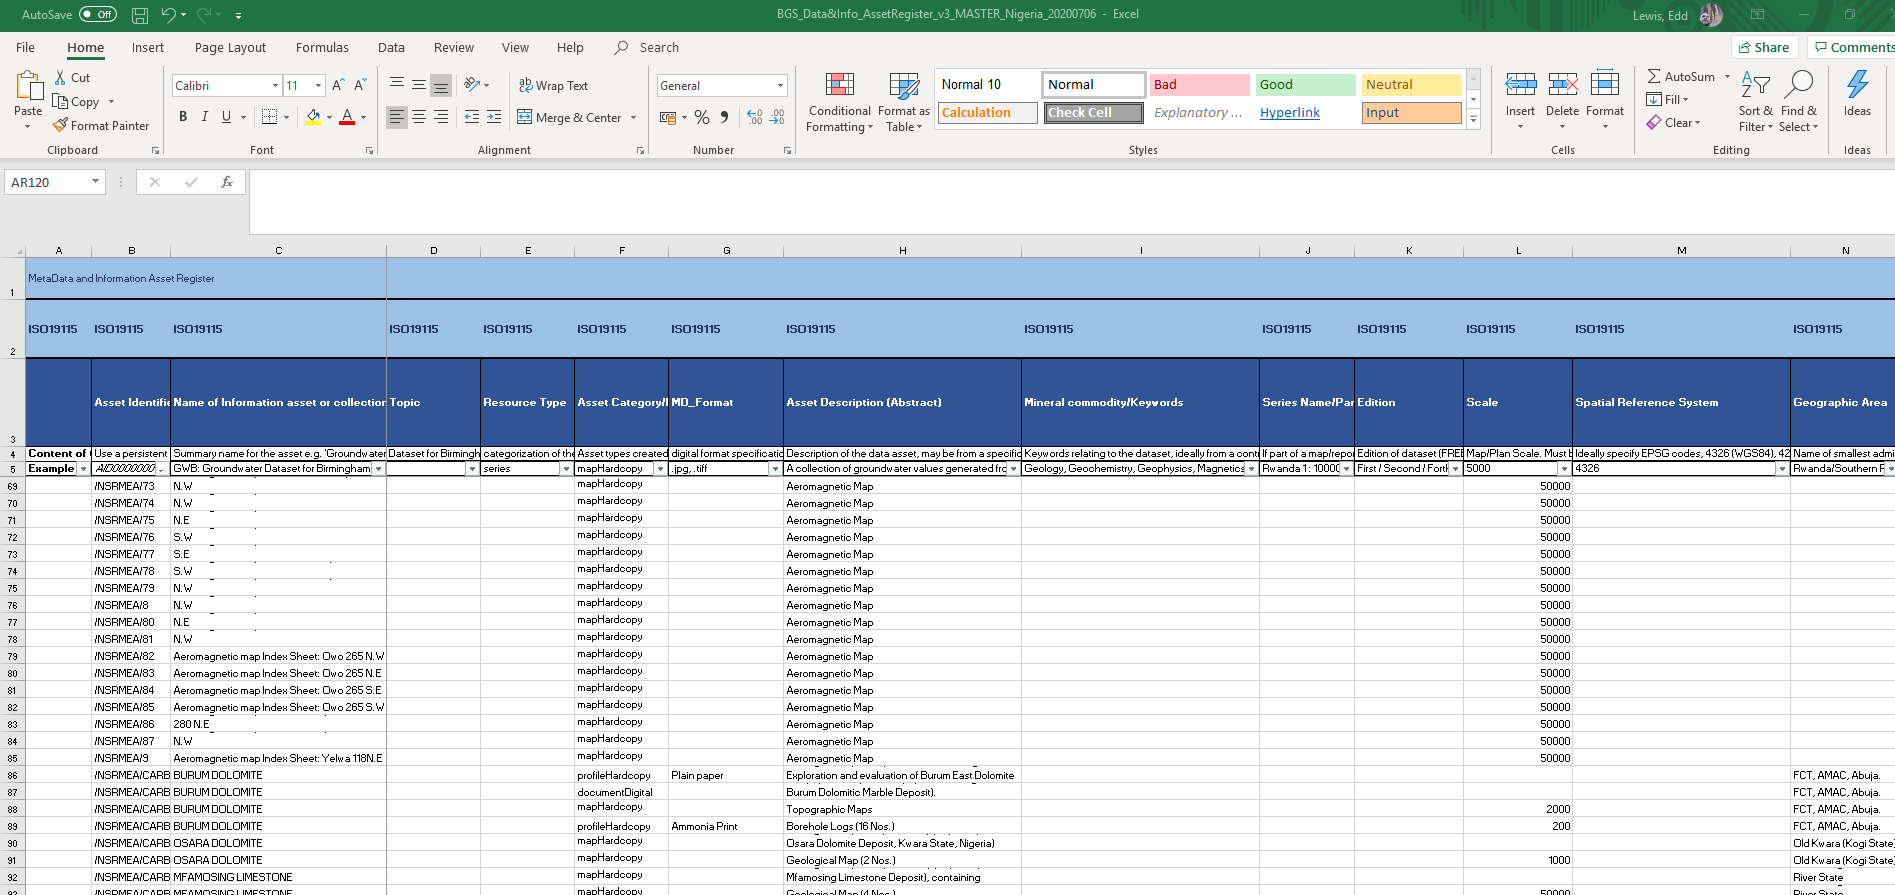 AutoSave Off BGS_Data&Info_AssetRegister_v3_MASTER_Nigeria_20200706 - Excel Lewis, Edd
File Home Insert Page Layout Formulas Data Review View Help Search Share Comments
Cut
Copy
Format Painter
Paste
Clipboard
Calibri 11
B I U
Font
Wrap Text
Merge & Center
Alignment
General
Number
Conditional Formatting
Format as Table
Normal 10 Normal Bad Good Neutral
Calculation Check Cell Explanatory ... Hyperlink Input
Styles
Insert Delete Format
Cells
AutoSum
Fill
Clear
Sort & Filter
Find & Select
Editing
Ideas
Ideas
AR120 fx
A B C D E F G H I J K L M N
1 MetaData and Information Asset Register
2 ISO19115 ISO19115 ISO19115 ISO19115 ISO19115 ISO19115 ISO19115 ISO19115 ISO19115 ISO19115 ISO19115 ISO19115 ISO19115 ISO19115
3 Asset Identifie Name of Information asset or collection Topic Resource Type Asset Category/ MD_Format Asset Description (Abstract) Mineral commodity/Keywords Series Name/Par Edition Scale Spatial Reference System Geographic Area
4 Content of Use a persistent Summary name for the asset e.g. 'Groundwater Dataset for Birmingh categorization of the Asset types created digital format specificatio Description of the data asset, may be from a specific Keywords relating to the dataset, ideally from a cont If part of a map/repo Edition of dataset (FREE Map/Plan Scale. Must b Ideally specify EPSG codes, 4326 (WGS84), 42 Name of smallest admi
5 Example AID0000000 GWB: Groundwater Dataset for Birmingham series mapHardcopy .jpg, .tiff A collection of groundwater values generated fro Geology, Geochemistry, Geophysics, Magnetics Rwanda 1: 10000 First / Second / Fort 5000 4326 Rwanda/Southern
69 /NSRMEA/73 N.W mapHardcopy Aeromagnetic Map 50000
70 /NSRMEA/74 N.W mapHardcopy Aeromagnetic Map 50000
71 /NSRMEA/75 N.E mapHardcopy Aeromagnetic Map 50000
72 /NSRMEA/76 S.W mapHardcopy Aeromagnetic Map 50000
73 /NSRMEA/77 S.E mapHardcopy Aeromagnetic Map 50000
74 /NSRMEA/78 S.W mapHardcopy Aeromagnetic Map 50000
75 /NSRMEA/79 N.W mapHardcopy Aeromagnetic Map 50000
76 /NSRMEA/8 N.W mapHardcopy Aeromagnetic Map 50000
77 /NSRMEA/80 N.E mapHardcopy Aeromagnetic Map 50000
78 /NSRMEA/81 N.W mapHardcopy Aeromagnetic Map 50000
79 /NSRMEA/82 Aeromagnetic map Index Sheet: Owo 265 N.W mapHardcopy Aeromagnetic Map 50000
80 /NSRMEA/83 Aeromagnetic map Index Sheet: Owo 265 N.E mapHardcopy Aeromagnetic Map 50000
81 /NSRMEA/84 Aeromagnetic map Index Sheet: Owo 265 S.E mapHardcopy Aeromagnetic Map 50000
82 /NSRMEA/85 Aeromagnetic map Index Sheet: Owo 265 S.W mapHardcopy Aeromagnetic Map 50000
83 /NSRMEA/86 280 N.E mapHardcopy Aeromagnetic Map 50000
84 /NSRMEA/87 N.W mapHardcopy Aeromagnetic Map 50000
85 /NSRMEA/9 Aeromagnetic map Index Sheet: Yelwa 118N.E mapHardcopy Aeromagnetic Map 50000
86 /NSRMEA/CARB BURUM DOLOMITE profileHardcopy Plain paper Exploration and evaluation of Burum East Dolomite FCT, AMAC, Abuja.
87 /NSRMEA/CARB BURUM DOLOMITE documentDigital Burum Dolomitic Marble Deposit). FCT, AMAC, Abuja.
88 /NSRMEA/CARB BURUM DOLOMITE mapHardcopy Topographic Maps 2000 FCT, AMAC, Abuja.
89 /NSRMEA/CARB BURUM DOLOMITE profileHardcopy Ammonia Print Borehole Logs (16 Nos.) 200 FCT, AMAC, Abuja.
90 /NSRMEA/CARB OSARA DOLOMITE mapHardcopy Osara Dolomite Deposit, Kwara State, Nigeria) Old Kwara (Kogi State)
91 /NSRMEA/CARB OSARA DOLOMITE mapHardcopy Geological Map (2 Nos.) 1000 Old Kwara (Kogi State)
92 /NSRMEA/CARB MFAMOSING LIMESTONE mapHardcopy Mfamosing Limestone Deposit), containing River State
93 /NSRMEA/CARB MFAMOSING LIMESTONE mapHardcopy Geological Map (4 Nos.) 50000 River State